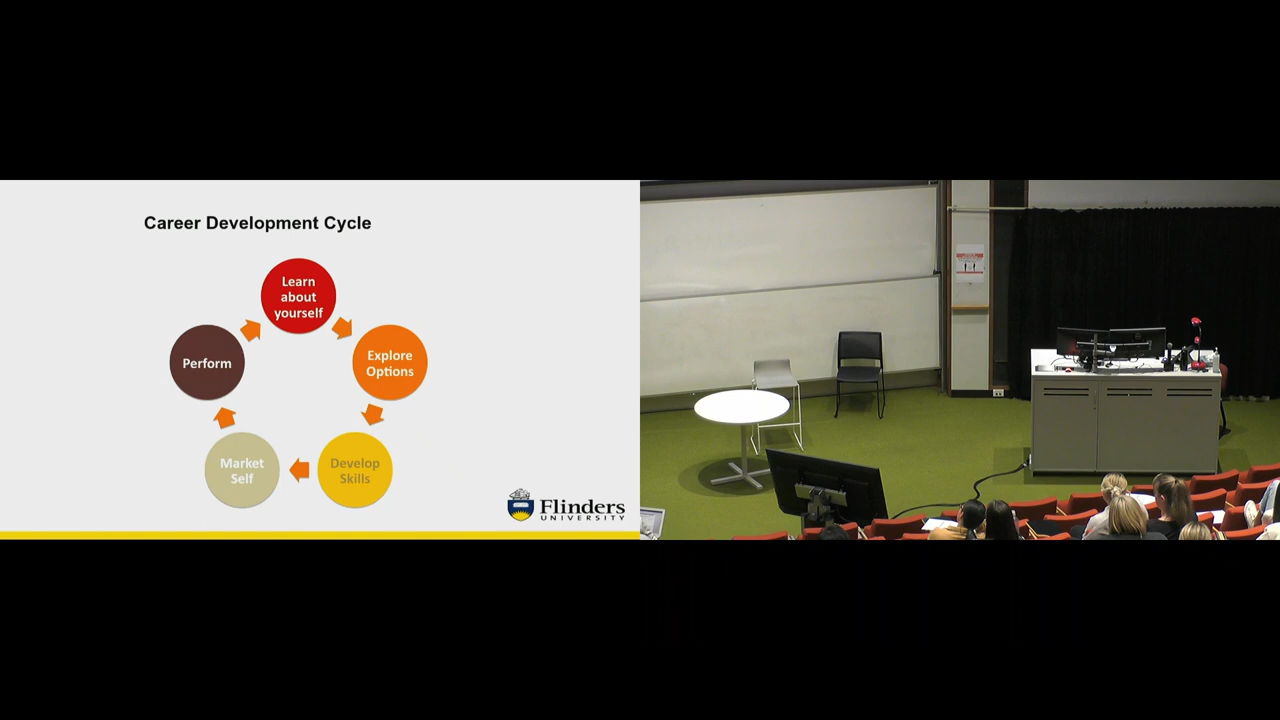 Career Development Cycle
Learn
about
yourself
Explore
Options
Develop
Skills
Market
Self
Perform
Flinders
UNIVERSITY